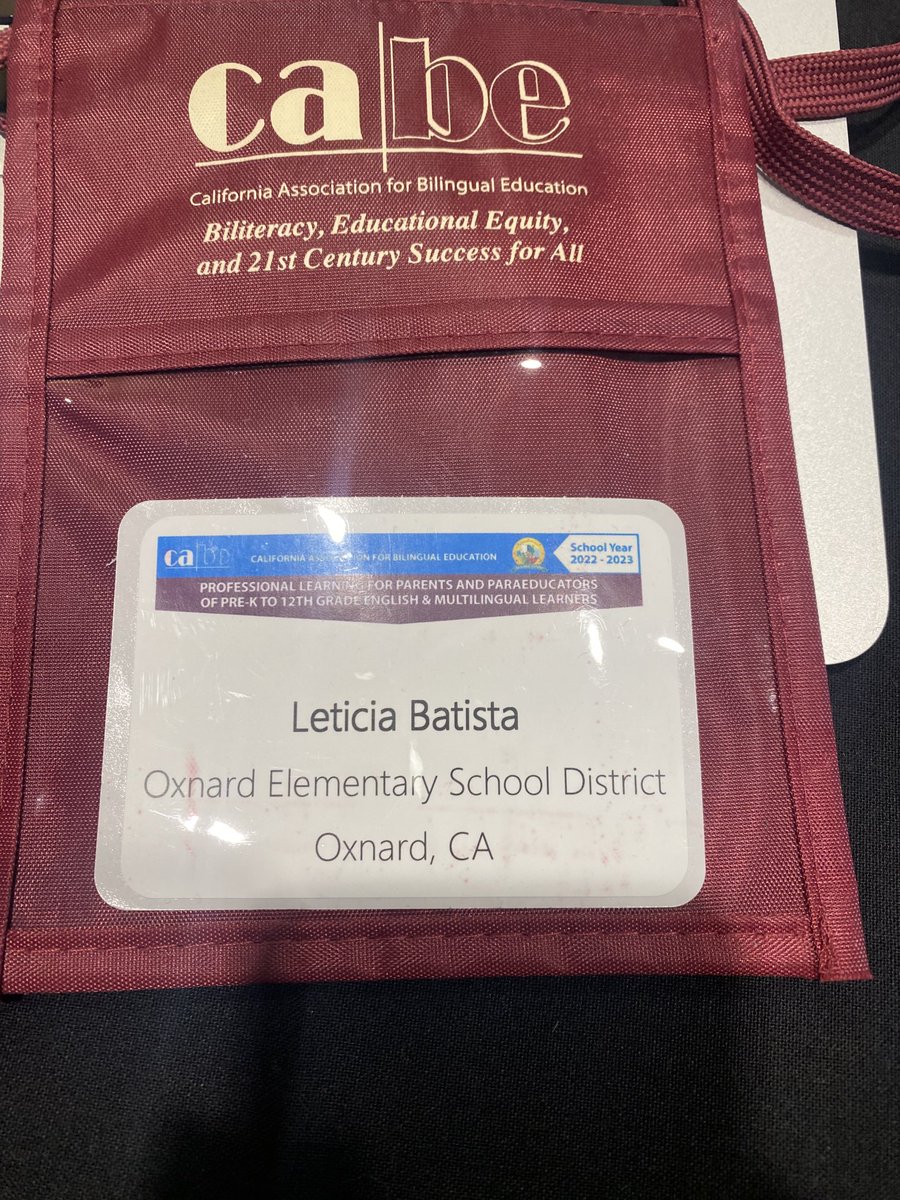 ca be
California Association for Bilingual Education
Biliteracy, Educational Equity,
and 21st Century Success for All
ca be CALIFORNIA ASSOCIATION FOR BILINGUAL EDUCATION
School Year
2022 - 2023
PROFESSIONAL LEARNING FOR PARENTS AND PARAEDUCATORS
OF PRE-K TO 12TH GRADE ENGLISH & MULTILINGUAL LEARNERS
Leticia Batista
Oxnard Elementary School District
Oxnard, CA